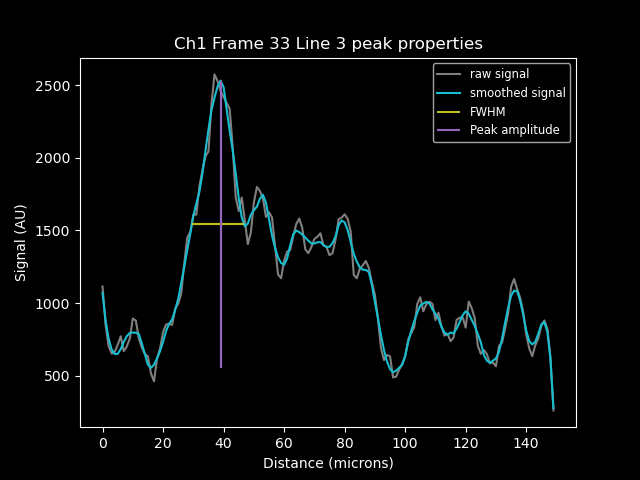 Ch1 Frame 33 Line 3 peak properties
raw signal
smoothed signal
FWHM
Peak amplitude
Signal (AU)
2500
2000
1500
1000
500
0 20 40 60 80 100 120 140
Distance (microns)